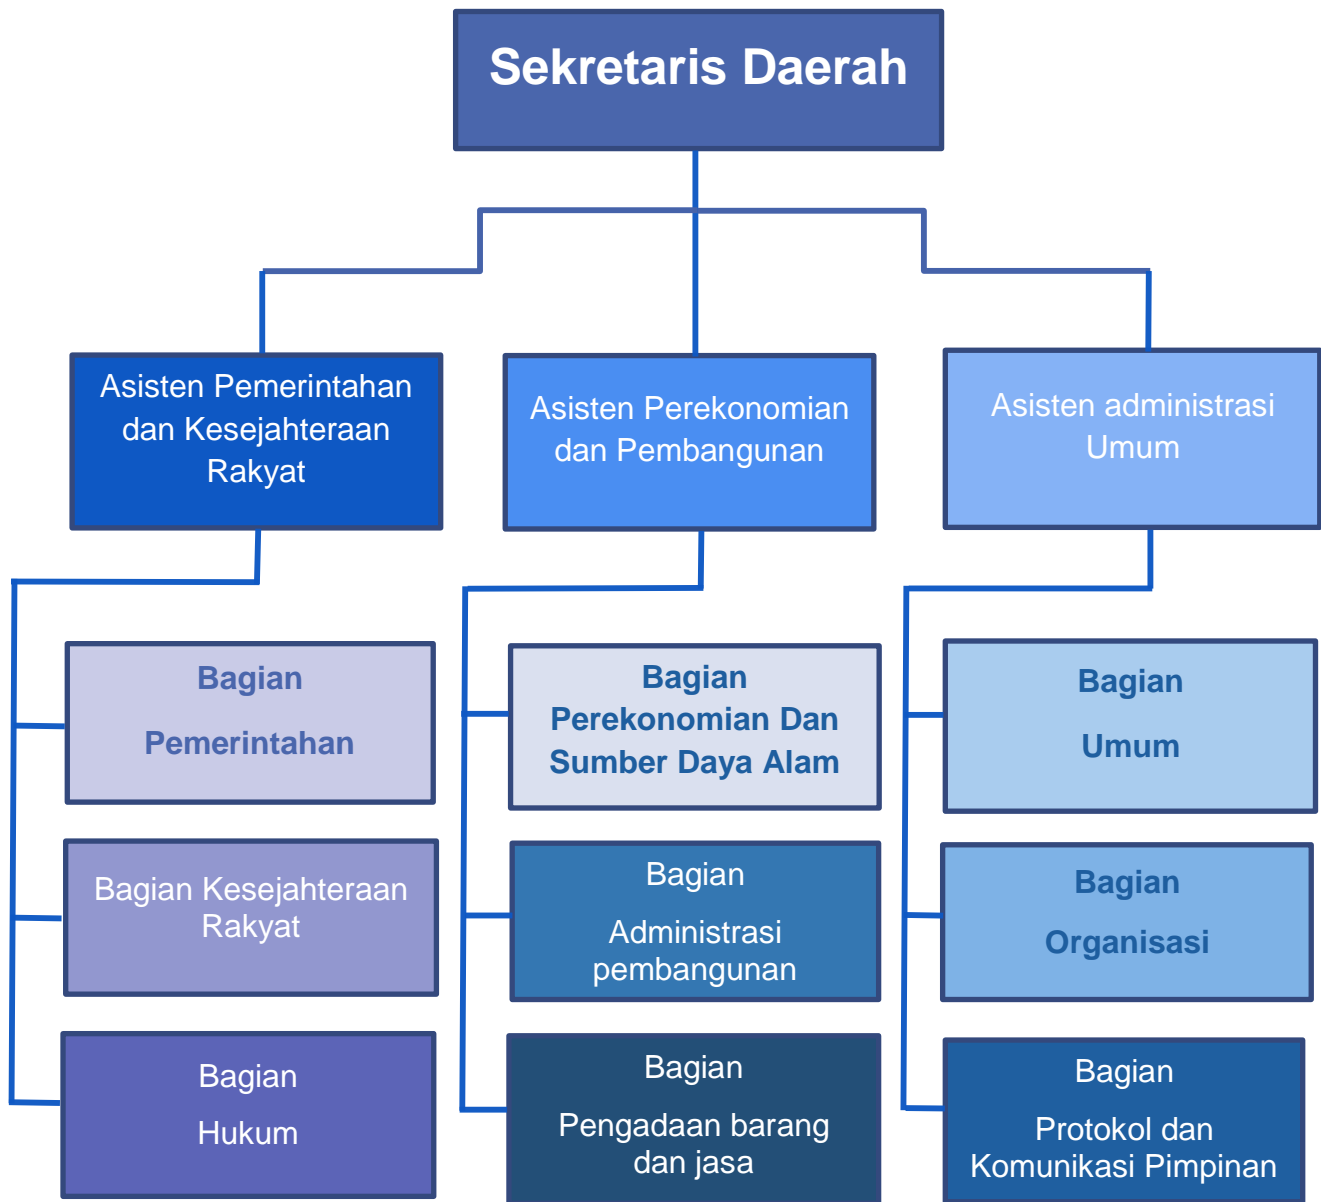 Sekretaris Daerah
Asisten Pemerintahan
dan Kesejahteraan
Rakyat
Asisten Perekonomian
dan Pembangunan
Asisten administrasi
Umum
Bagian
Pemerintahan
Bagian
Perekonomian Dan
Sumber Daya Alam
Bagian
Umum
Bagian Kesejahteraan
Rakyat
Bagian
Administrasi
pembangunan
Bagian
Organisasi
Bagian
Hukum
Bagian
Pengadaan barang
dan jasa
Bagian
Protokol dan
Komunikasi Pimpinan